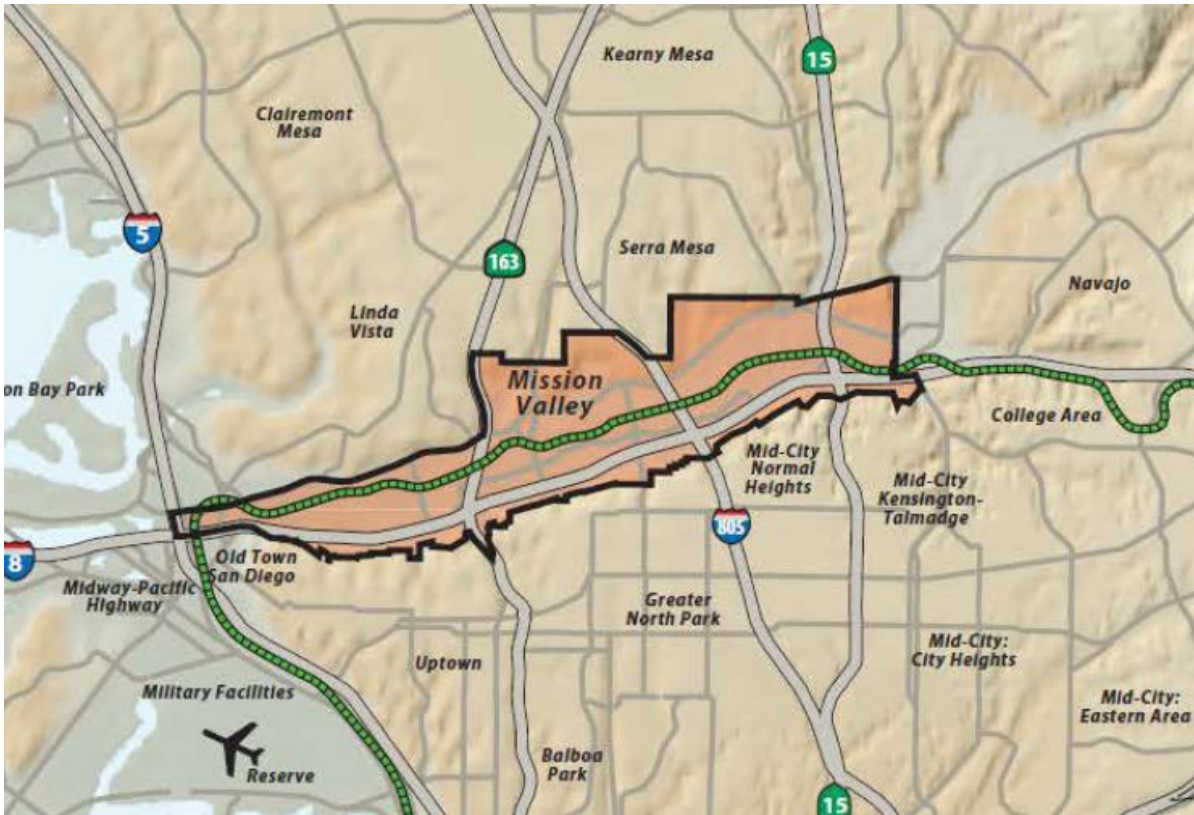 Kearny Mesa
15
Clairemont
Mesa
5
163
Serra Mesa
Navajo
Linda
Vista
on Bay Park
Mission
Valley
College Area
Mid-City
Normal
Heights
Mid-City
Kensington-
Talmadge
805
8
Old Town
San Diego
Midway-Pacific
Highway
Greater
North Park
Uptown
Mid-City:
City Heights
Military Facilities
Mid-City:
Eastern Area
Balboa
Park
Reserve
15